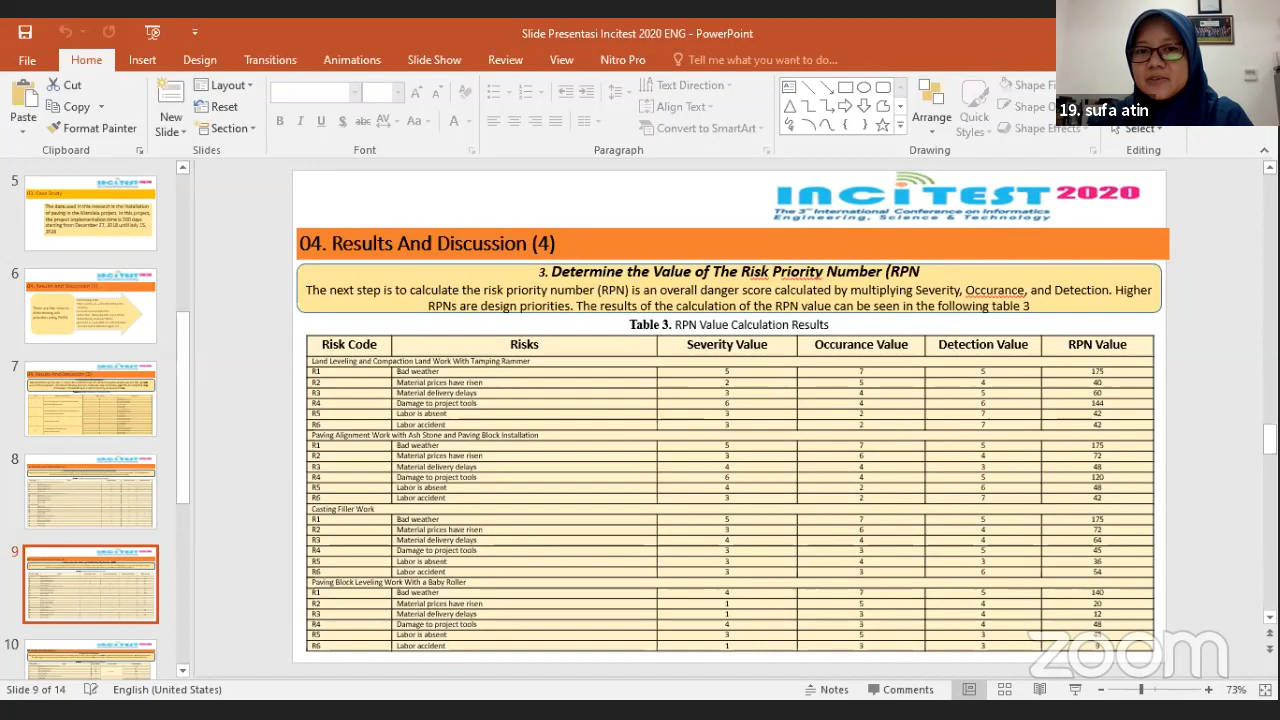 Slide Presentasi Incitest 2020 ENG - PowerPoint
File Home Insert Design Transitions Animations Slide Show Review View Nitro Pro Tell me what you want to do...
Paste
Cut
Copy
Format Painter
New Slide
Layout
Reset
Section
B I U S abc AV Aa A
Text Direction
Align Text
Convert to SmartArt
Arrange
Quick Styles
Shape
Shape
Shape Effects
Select
Clipboard Slides Font Paragraph Drawing Editing
19. sufa atin
5
03. Case Study
6
7
8
9
10
INCITEST 2020
The 3rd International Conference on Informatics
Engineering, Science & Technology
04. Results And Discussion (4)
3. Determine the Value of The Risk Priority Number (RPN
The next step is to calculate the risk priority number (RPN) is an overall danger score calculated by multiplying Severity, Occurance, and Detection. Higher
RPNs are design priorities. The results of the calculation of the RPN value can be seen in the following table 3
Table 3. RPN Value Calculation Results
Risk Code Risks Severity Value Occurance Value Detection Value RPN Value
Land Leveling and Compaction Land Work With Tamping Rammer
R1 Bad weather 5 7 5 175
R2 Material prices have risen 2 5 4 40
R3 Material delivery delays 3 4 5 60
R4 Damage to project tools 6 4 6 144
R5 Labor is absent 3 2 7 42
R6 Labor accident 3 2 7 42
Paving Alignment Work with Ash Stone and Paving Block Installation
R1 Bad weather 5 7 5 175
R2 Material prices have risen 3 6 4 72
R3 Material delivery delays 4 4 3 48
R4 Damage to project tools 6 4 5 120
R5 Labor is absent 4 2 6 48
R6 Labor accident 3 2 7 42
Casting Filler Work
R1 Bad weather 5 7 5 175
R2 Material prices have risen 3 6 4 72
R3 Material delivery delays 4 4 4 64
R4 Damage to project tools 3 3 5 45
R5 Labor is absent 3 4 3 36
R6 Labor accident 3 3 6 54
Paving Block Leveling Work With a Baby Roller
R1 Bad weather 4 7 5 140
R2 Material prices have risen 1 5 4 20
R3 Material delivery delays 1 3 4 12
R4 Damage to project tools 4 3 4 48
R5 Labor is absent 3 5 3
R6 Labor accident 1 3 3 9
zoom
Slide 9 of 14 English (United States) Notes Comments 73%